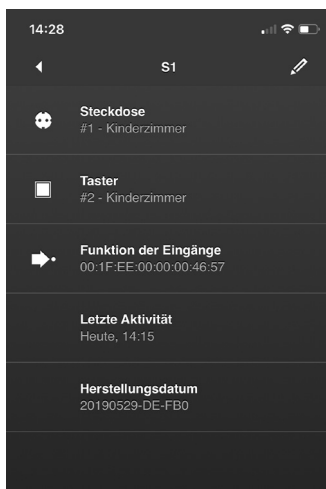 14:28
S1
Steckdose
#1 - Kinderzimmer
Taster
#2 - Kinderzimmer
Funktion der Eingänge
00:1F:EE:00:00:00:46:57
Letzte Aktivität
Heute, 14:15
Herstellungsdatum
20190529-DE-FB0